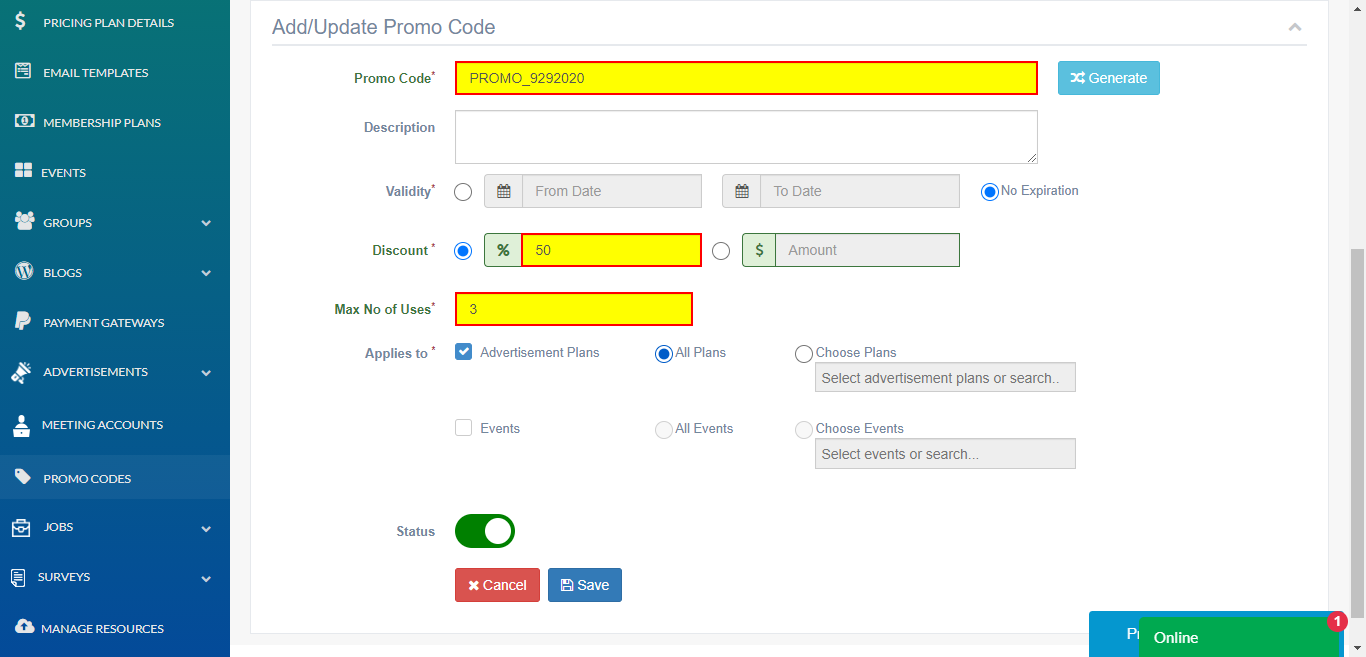 PRICING PLAN DETAILS
EMAIL TEMPLATES
MEMBERSHIP PLANS
EVENTS
GROUPS
BLOGS
PAYMENT GATEWAYS
ADVERTISEMENTS
MEETING ACCOUNTS
PROMO CODES
JOBS
SURVEYS
MANAGE RESOURCES
Add/Update Promo Code
Promo Code* PROMO_9292020 Generate
Description
Validity* From Date To Date No Expiration
Discount * % 50 $ Amount
Max No of Uses* 3
Applies to * Advertisement Plans All Plans Choose Plans
Select advertisement plans or search..
Events All Events Choose Events
Select events or search...
Status
Cancel Save
Online 1